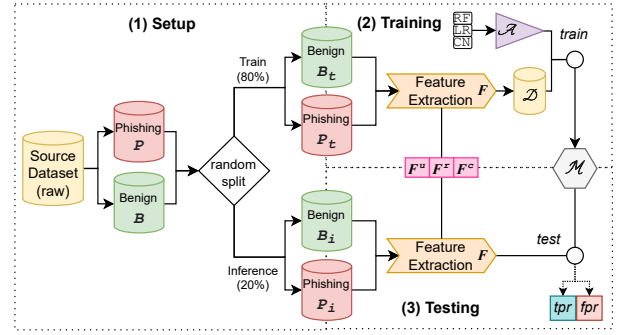 (1) Setup
Source
Dataset
(raw)
Phishing
P
Benign
B
random
split
Train
(80%)
Inference
(20%)
Benign
B_t
Phishing
P_t
Benign
B_i
Phishing
P_i
(2) Training
RF
LR
CN
𝒜
train
Feature
Extraction F
𝒟
F^u F^r F^c
ℳ
Feature
Extraction F
test
(3) Testing
tpr fpr